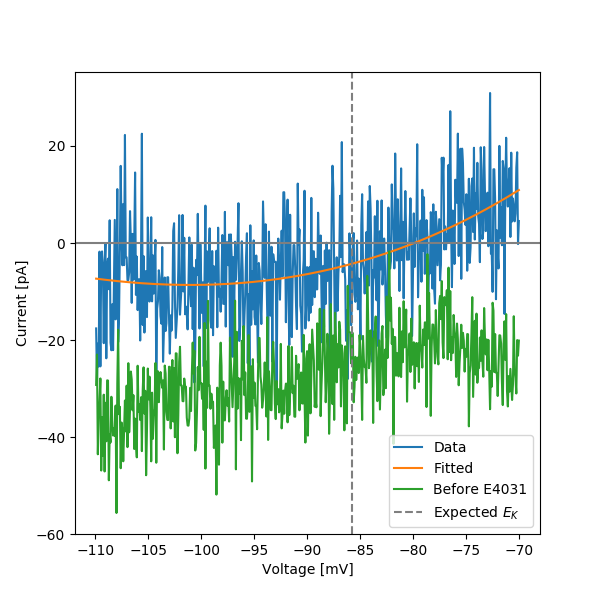 20
0
−20
−40
−60
Current [pA]
Data
Fitted
Before E4031
Expected $E_K$
−110 −105 −100 −95 −90 −85 −80 −75 −70
Voltage [mV]